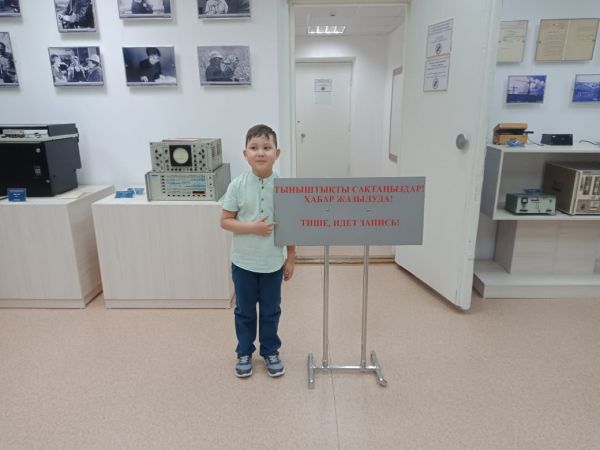 ТЫНЫШТЫҚТЫ САҚТАҢЫЗДАР!
ХАБАР ЖАЗЫЛУДА!
ТИШЕ, ИДЕТ ЗАПИСЬ!